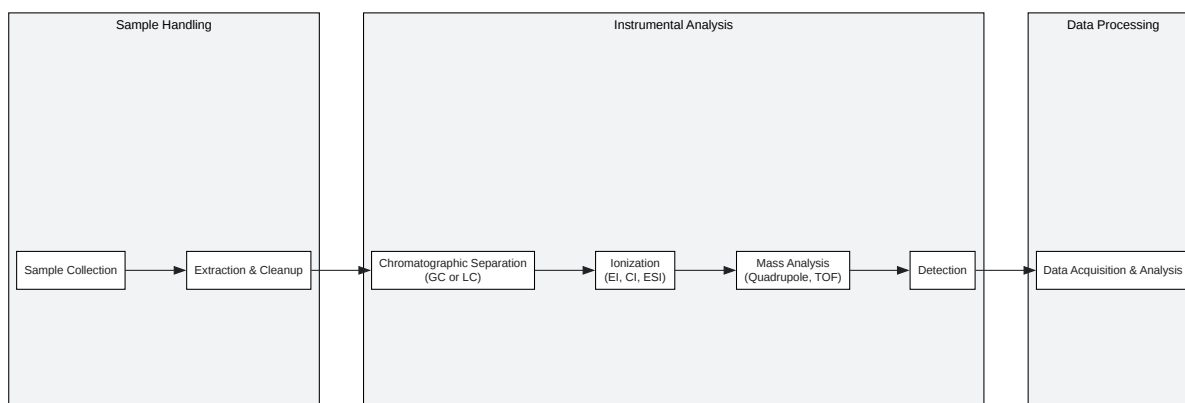 Sample Handling
Instrumental Analysis
Data Processing
Sample Collection
Extraction & Cleanup
Chromatographic Separation
(GC or LC)
Ionization
(EI, CI, ESI)
Mass Analysis
(Quadrupole, TOF)
Detection
Data Acquisition & Analysis